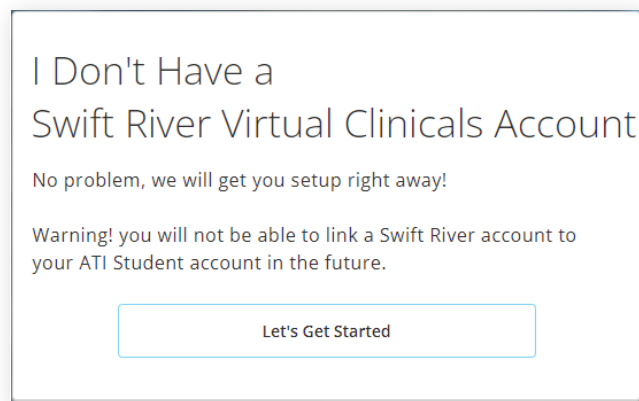 I Don't Have a
Swift River Virtual Clinicals Account
No problem, we will get you setup right away!
Warning! you will not be able to link a Swift River account to
your ATI Student account in the future.
Let's Get Started